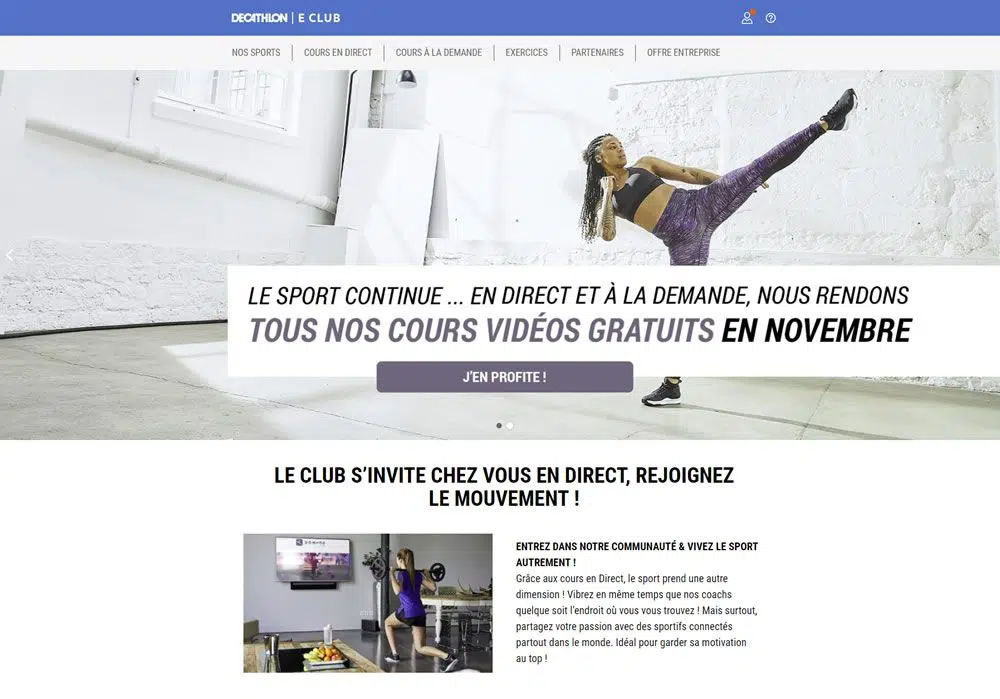 DECATHLON | E CLUB
NOS SPORTS
COURS EN DIRECT
COURS À LA DEMANDE
EXERCICES
PARTENAIRES
OFFRE ENTREPRISE
LE SPORT CONTINUE ... EN DIRECT ET À LA DEMANDE, NOUS RENDONS
TOUS NOS COURS VIDÉOS GRATUITS EN NOVEMBRE
J'EN PROFITE !
LE CLUB S'INVITE CHEZ VOUS EN DIRECT, REJOIGNEZ
LE MOUVEMENT !
ENTREZ DANS NOTRE COMMUNAUTÉ & VIVEZ LE SPORT
AUTREMENT !
Grâce aux cours en Direct, le sport prend une autre
dimension ! Vibrez en même temps que nos coachs
quelque soit l'endroit où vous vous trouvez ! Mais surtout,
partagez votre passion avec des sportifs connectés
partout dans le monde. Idéal pour garder sa motivation
au top !